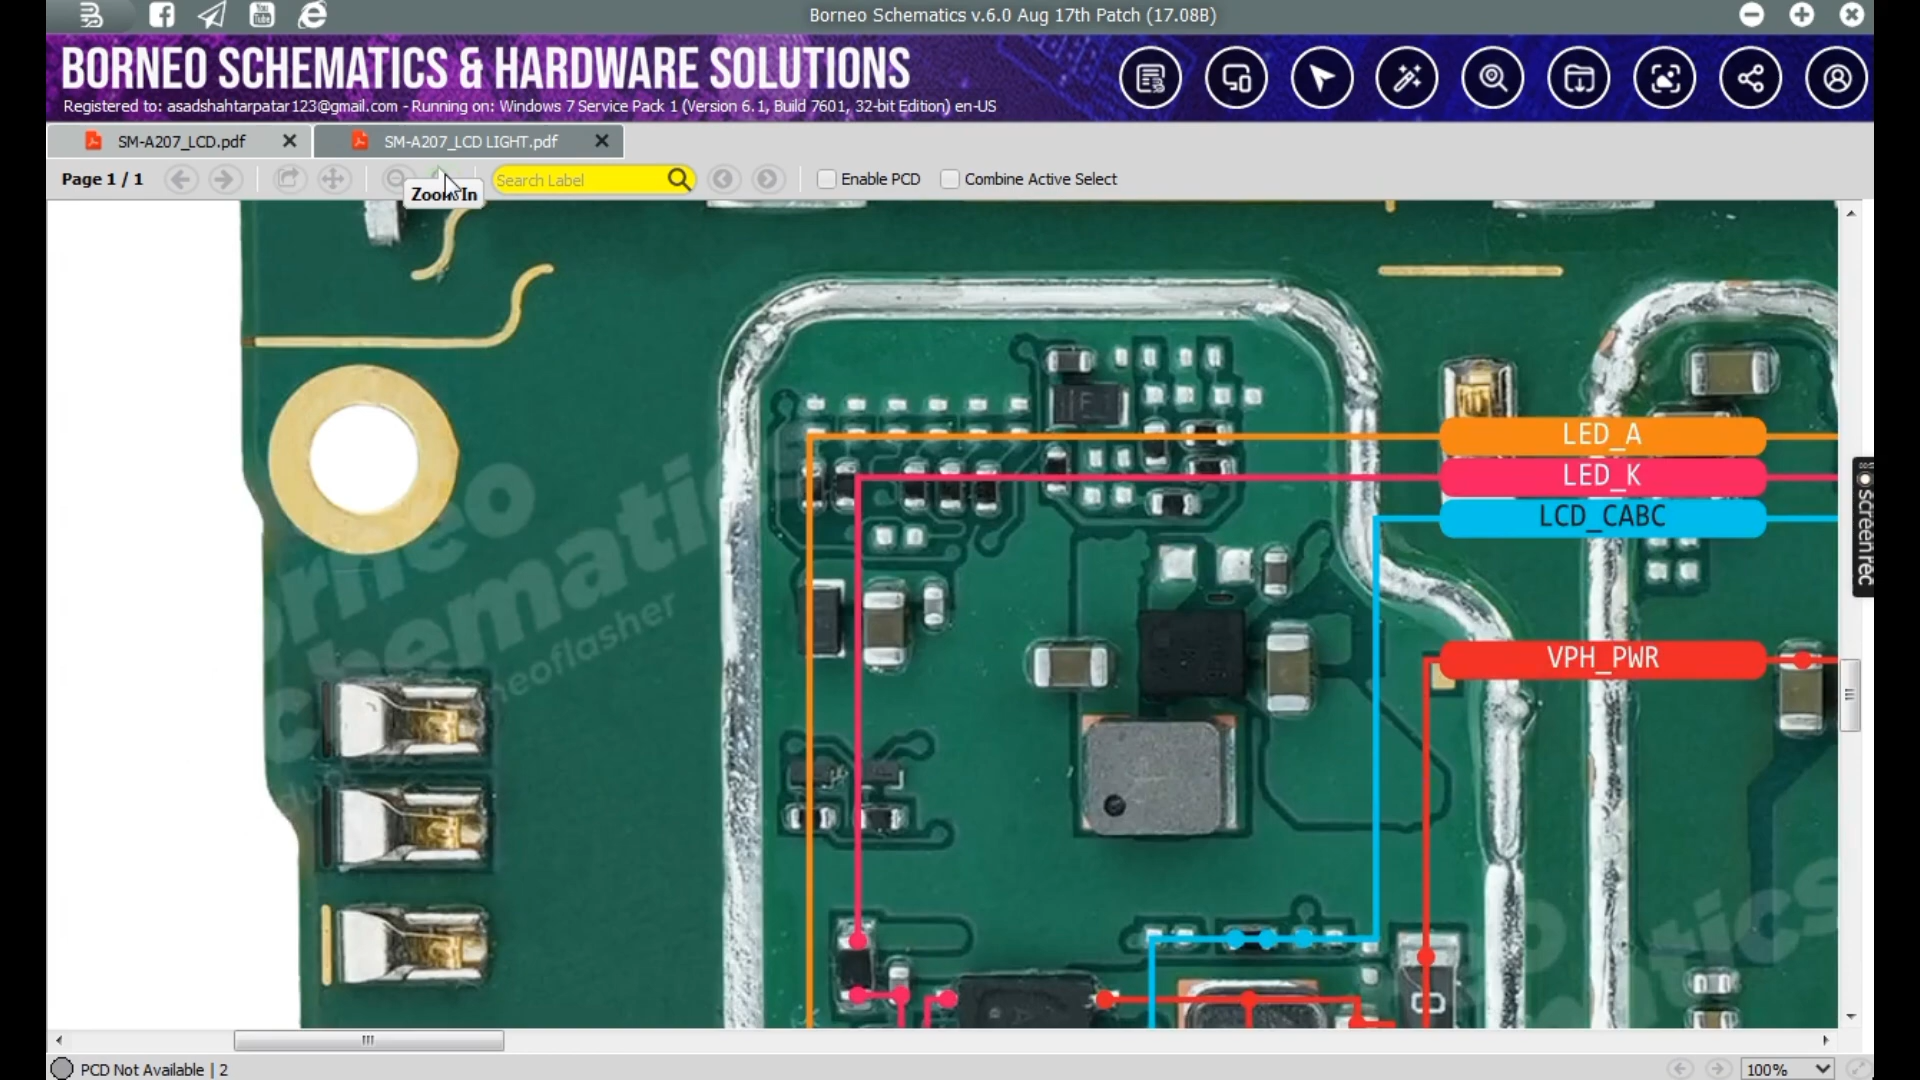 Borneo Schematics v.6.0 Aug 17th Patch (17.08B)
BORNEO SCHEMATICS & HARDWARE SOLUTIONS
Registered to: asadshahtarpatar123@gmail.com - Running on: Windows 7 Service Pack 1 (Version 6.1, Build 7601, 32-bit Edition) en-US
SM-A207_LCD.pdf
SM-A207_LCD LIGHT.pdf
Page 1 / 1
Search Label
Enable PCD
Combine Active Select
Zoom In
LED_A
LED_K
LCD_CABC
VPH_PWR
F
screenrec
neoflasher
PCD Not Available | 2
100%